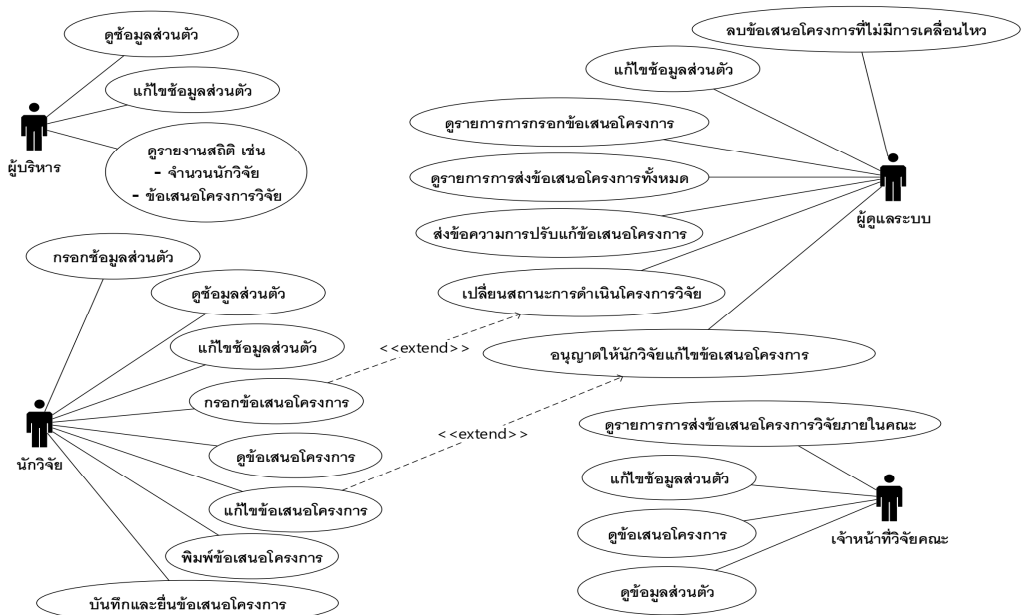 ดูข้อมูลส่วนตัว
แก้ไขข้อมูลส่วนตัว
ดูรายงานสถิติ เช่น
- จำนวนนักวิจัย
- ข้อเสนอโครงการวิจัย
ผู้บริหาร
ลบข้อเสนอโครงการที่ไม่มีการเคลื่อนไหว
แก้ไขข้อมูลส่วนตัว
ดูรายการการกรอกข้อเสนอโครงการ
ดูรายการการส่งข้อเสนอโครงการทั้งหมด
ส่งข้อความการปรับแก้ข้อเสนอโครงการ
เปลี่ยนสถานะการดำเนินโครงการวิจัย
อนุญาตให้นักวิจัยแก้ไขข้อเสนอโครงการ
ผู้ดูแลระบบ
กรอกข้อมูลส่วนตัว
ดูข้อมูลส่วนตัว
แก้ไขข้อมูลส่วนตัว
กรอกข้อเสนอโครงการ
ดูข้อเสนอโครงการ
แก้ไขข้อเสนอโครงการ
พิมพ์ข้อเสนอโครงการ
บันทึกและยื่นข้อเสนอโครงการ
นักวิจัย
<<extend>>
<<extend>>
ดูรายการการส่งข้อเสนอโครงการวิจัยภายในคณะ
แก้ไขข้อมูลส่วนตัว
ดูข้อเสนอโครงการ
ดูข้อมูลส่วนตัว
เจ้าหน้าที่วิจัยคณะ